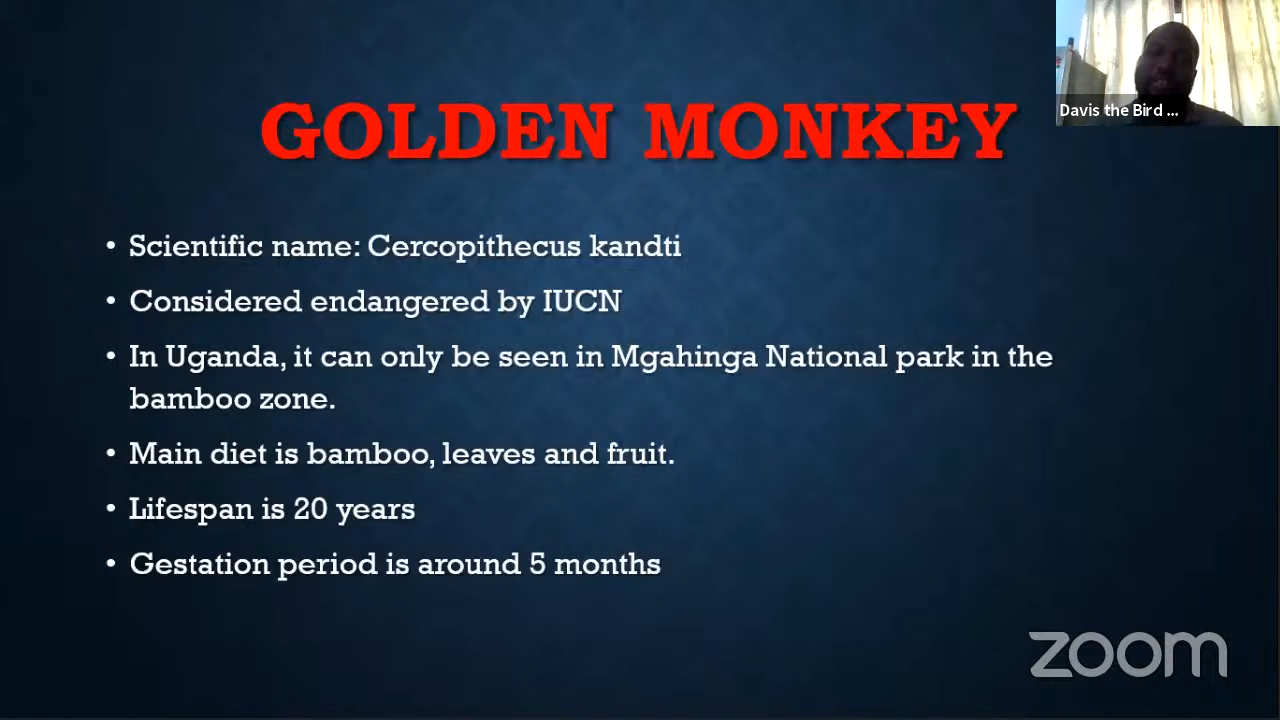 GOLDEN MONKEY
Davis the Bird ...
• Scientific name: Cercopithecus kandti
• Considered endangered by IUCN
• In Uganda, it can only be seen in Mgahinga National park in the
bamboo zone.
• Main diet is bamboo, leaves and fruit.
• Lifespan is 20 years
• Gestation period is around 5 months
zoom